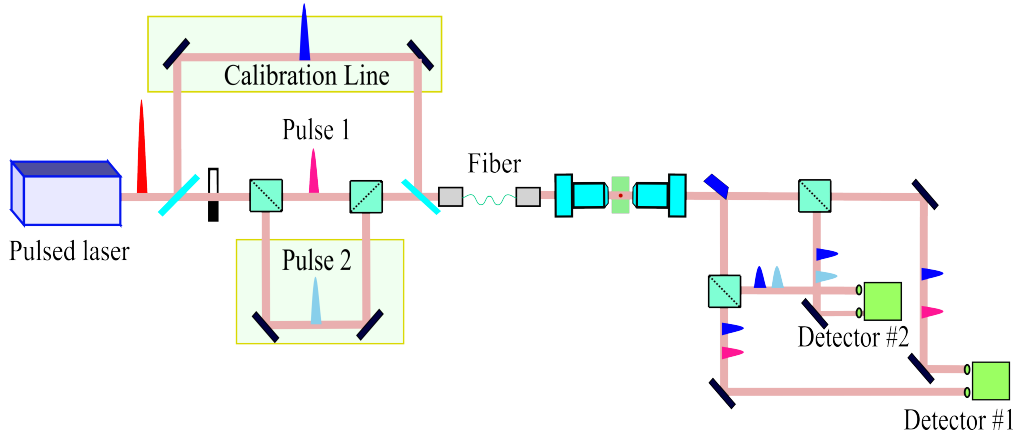 Calibration Line
Pulse 1
Fiber
Pulsed laser
Pulse 2
Detector #2
Detector #1